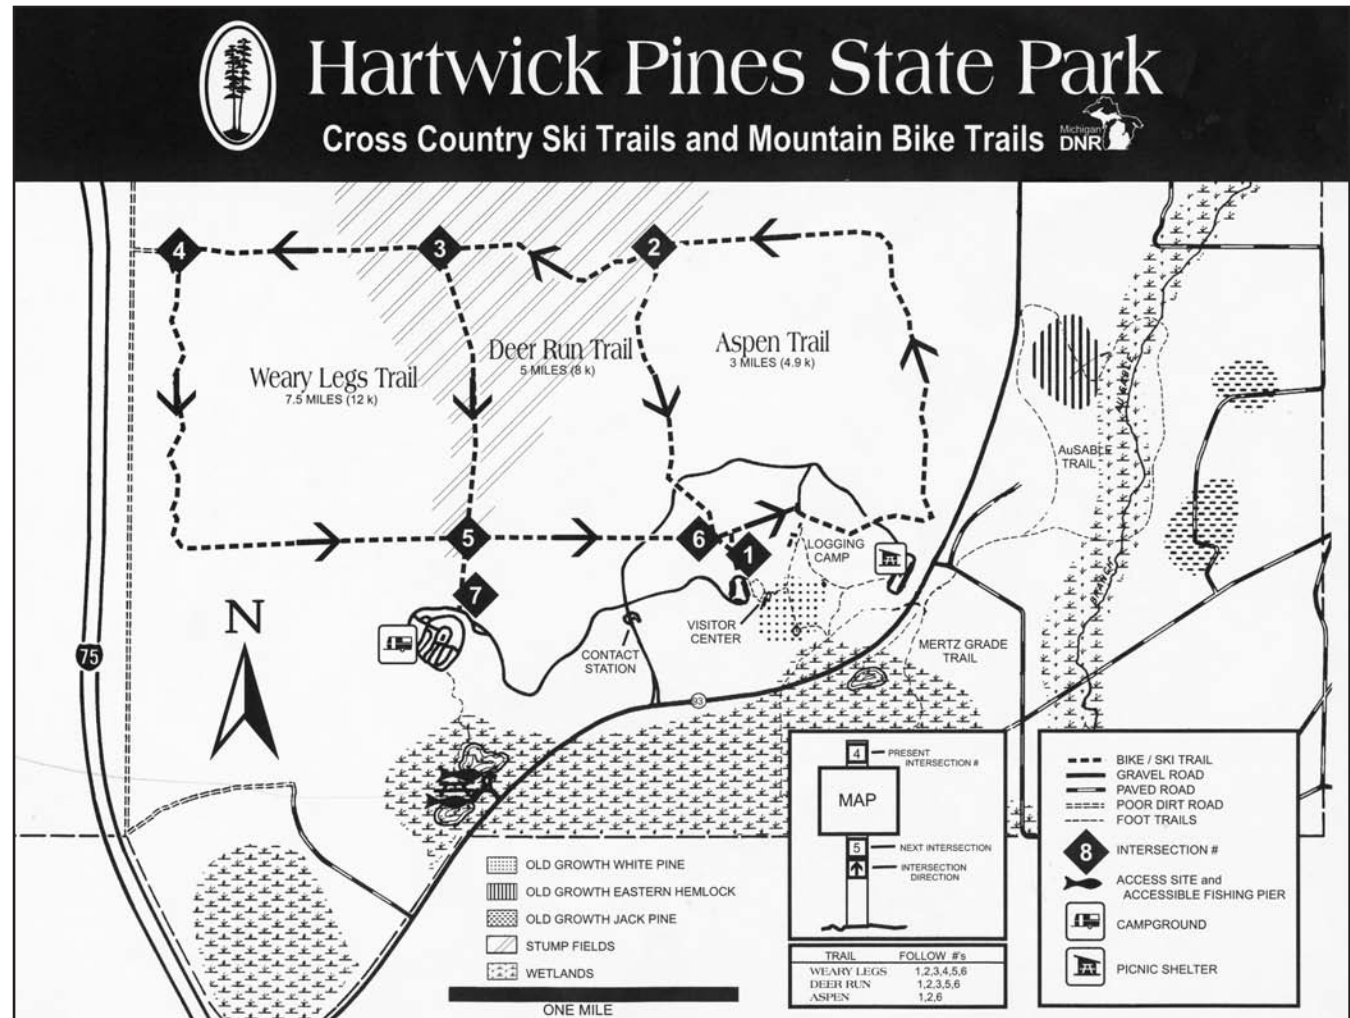 Hartwick Pines State Park
Cross Country Ski Trails and Mountain Bike Trails
Michigan
DNR
4
3
2
Deer Run Trail
5 MILES (8 k)
Aspen Trail
3 MILES (4.9 k)
Weary Legs Trail
7.5 MILES (12 k)
AuSABLE
TRAIL
AU SABLE
BRANCH
5
6
1
LOGGING
CAMP
7
N
VISITOR
CENTER
CONTACT
STATION
MERTZ GRADE
TRAIL
75
93
4
PRESENT
INTERSECTION #
MAP
5
NEXT INTERSECTION
INTERSECTION
DIRECTION
BIKE / SKI TRAIL
GRAVEL ROAD
PAVED ROAD
POOR DIRT ROAD
FOOT TRAILS
8
INTERSECTION #
ACCESS SITE and
ACCESSIBLE FISHING PIER
CAMPGROUND
PICNIC SHELTER
OLD GROWTH WHITE PINE
OLD GROWTH EASTERN HEMLOCK
OLD GROWTH JACK PINE
STUMP FIELDS
WETLANDS
ONE MILE
TRAIL FOLLOW #'s
WEARY LEGS 1,2,3,4,5,6
DEER RUN 1,2,3,5,6
ASPEN 1,2,6